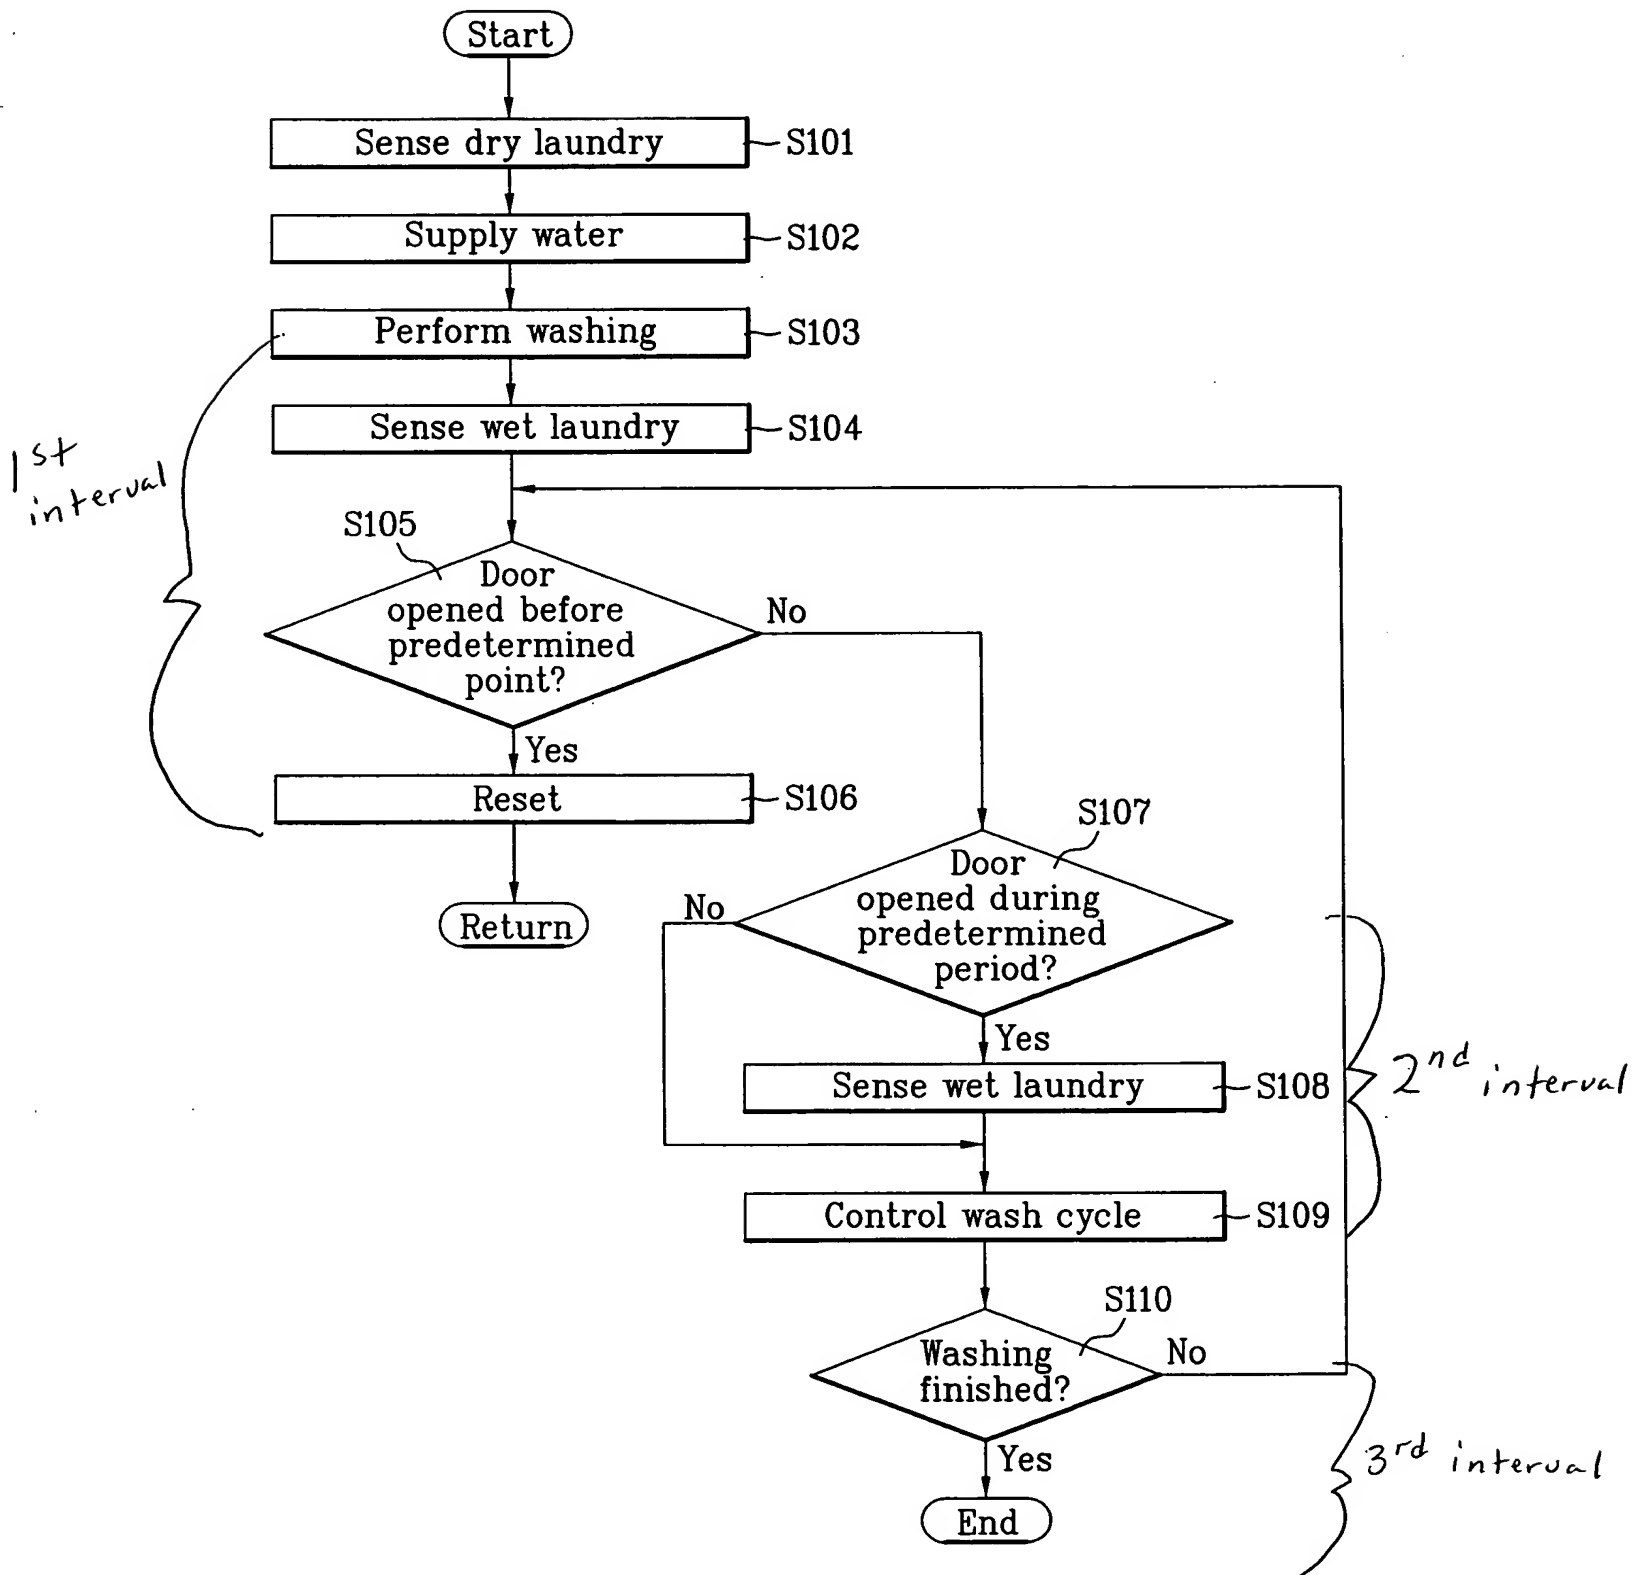 Start
Sense dry laundry
S101
Supply water
S102
Perform washing
S103
Sense wet laundry
S104
1st
interval
S105
Door
opened before
predetermined
point?
No
Yes
Reset
S106
Return
S107
Door
opened during
predetermined
period?
No
Yes
Sense wet laundry
S108
2nd interval
Control wash cycle
S109
S110
Washing
finished?
No
Yes
3rd interval
End